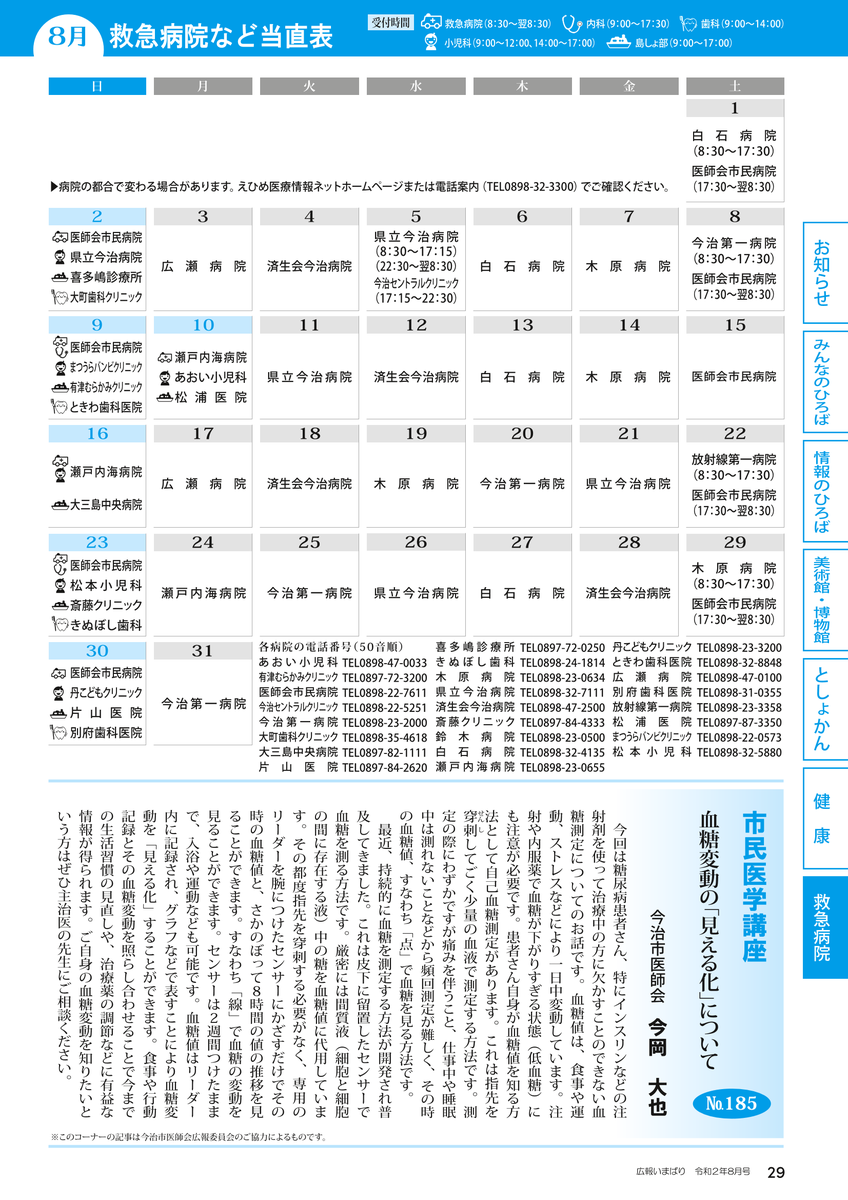 8月 救急病院など当直表
受付時間 救急病院(8:30〜翌8:30) 内科(9:00〜17:30) 歯科(9:00〜14:00)
小児科(9:00〜12:00、14:00〜17:00) 島しょ部(9:00〜17:00)
日 月 火 水 木 金 土
1
白石病院
(8:30〜17:30)
医師会市民病院
(17:30〜翌8:30)
▶病院の都合で変わる場合があります。えひめ医療情報ネットホームページまたは電話案内(TEL0898-32-3300)でご確認ください。
2
医師会市民病院
県立今治病院
喜多嶋診療所
大町歯科クリニック
3
広瀬病院
4
済生会今治病院
5
県立今治病院
(8:30〜17:15)
(22:30〜翌8:30)
今治セントラルクリニック
(17:15〜22:30)
6
白石病院
7
木原病院
8
今治第一病院
(8:30〜17:30)
医師会市民病院
(17:30〜翌8:30)
9
医師会市民病院
まつうらバンビクリニック
有津むらかみクリニック
ときわ歯科医院
10
瀬戸内海病院
あおい小児科
松浦医院
11
県立今治病院
12
済生会今治病院
13
白石病院
14
木原病院
15
医師会市民病院
16
瀬戸内海病院
大三島中央病院
17
広瀬病院
18
済生会今治病院
19
木原病院
20
今治第一病院
21
県立今治病院
22
放射線第一病院
(8:30〜17:30)
医師会市民病院
(17:30〜翌8:30)
23
医師会市民病院
松本小児科
斎藤クリニック
きぬぼし歯科
24
瀬戸内海病院
25
今治第一病院
26
県立今治病院
27
白石病院
28
済生会今治病院
29
木原病院
(8:30〜17:30)
医師会市民病院
(17:30〜翌8:30)
30
医師会市民病院
丹こどもクリニック
片山医院
別府歯科医院
31
今治第一病院
各病院の電話番号(50音順)
あおい小児科 TEL0898-47-0033
有津むらかみクリニック TEL0897-72-3200
医師会市民病院 TEL0898-22-7611
今治セントラルクリニック TEL0898-22-5251
今治第一病院 TEL0898-23-2000
大町歯科クリニック TEL0898-35-4618
大三島中央病院 TEL0897-82-1111
片山医院 TEL0897-84-2620
喜多嶋診療所 TEL0897-72-0250
きぬぼし歯科 TEL0898-24-1814
木原病院 TEL0898-23-0634
県立今治病院 TEL0898-32-7111
済生会今治病院 TEL0898-47-2500
斎藤クリニック TEL0897-84-4333
鈴木病院 TEL0898-23-0500
白石病院 TEL0898-32-4135
瀬戸内海病院 TEL0898-23-0655
丹こどもクリニック TEL0898-23-3200
ときわ歯科医院 TEL0898-32-8848
広瀬病院 TEL0898-47-0100
別府歯科医院 TEL0898-31-0355
放射線第一病院 TEL0898-23-3358
松浦医院 TEL0897-87-3350
まつうらバンビクリニック TEL0898-22-0573
松本小児科 TEL0898-32-5880
お知らせ
みんなのひろば
情報のひろば
美術館・博物館
としょかん
健康
救急病院
市民医学講座
血糖変動の「見える化」について
No.185
今治市医師会 今岡 大也
今回は糖尿病患者さん、特にインスリンなどの注
射剤を使って治療中の方に欠かすことのできない血
糖測定についてのお話です。血糖値は、食事や運
動、ストレスなどにより一日中変動しています。注
射や内服薬で血糖が下がりすぎる状態(低血糖)に
も注意が必要です。患者さん自身が血糖値を知る方
法として自己血糖測定があります。これは指先を
穿刺してごく少量の血液で測定する方法です。測
せんし
定の際にわずかですが痛みを伴うこと、仕事中や睡眠
中は測れないことなどから頻回測定が難しく、その時
の血糖値、すなわち「点」で血糖を見る方法です。
最近、持続的に血糖を測定する方法が開発され普
及してきました。これは皮下に留置したセンサーで
血糖を測る方法です。厳密には間質液(細胞と細胞
の間に存在する液)中の糖を血糖値に代用していま
す。その都度指先を穿刺する必要がなく、専用の
リーダーを腕につけたセンサーにかざすだけでその
時の血糖値と、さかのぼって8時間の値の推移を見
ることができます。すなわち「線」で血糖の変動を
見ることができます。センサーは2週間つけたまま
で、入浴や運動なども可能です。血糖値はリーダー
内に記録され、グラフなどで表すことにより血糖変
動を「見える化」することができます。食事や行動
記録とその血糖変動を照らし合わせることで今まで
の生活習慣の見直しや、治療薬の調節などに有益な
情報が得られます。ご自身の血糖変動を知りたいと
いう方はぜひ主治医の先生にご相談ください。
※このコーナーの記事は今治市医師会広報委員会のご協力によるものです。
広報いまばり 令和2年8月号 29